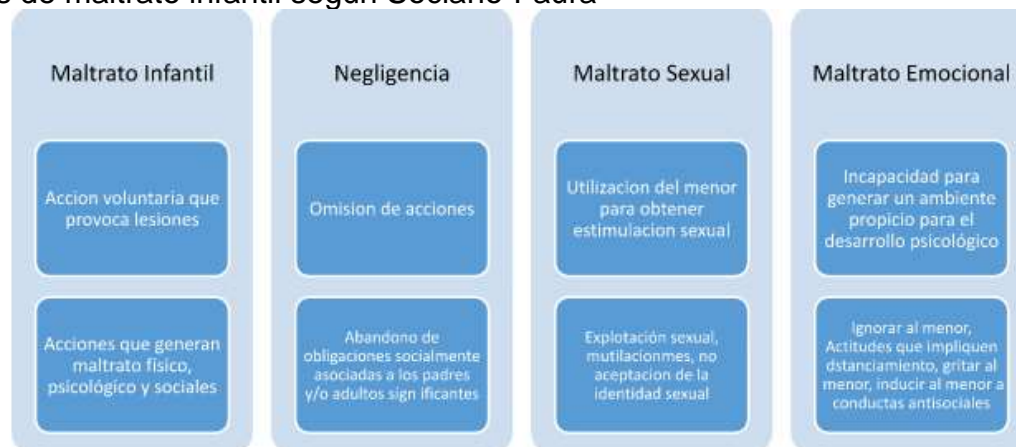 s de maltrato infantil según Sociano Paura
Maltrato Infantil
Accion voluntaria que
provoca lesiones
Acciones que generan
maltrato físico,
psicológico y sociales
Negligencia
Omision de acciones
Abandono de
obligaciones socialmente
asociadas a los padres
y/o adultos sign ificantes
Maltrato Sexual
Utilizacion del menor
para obtener
estimulacion sexual
Explotación sexual,
mutilacionmes, no
aceptacion de la
identidad sexual
Maltrato Emocional
Incapacidad para
generar un ambiente
propicio para el
desarrollo psicológico
Ignorar al menor,
Actitudes que impliquen
dstanciamiento, gritar al
menor, inducir al menor a
conductas antisociales